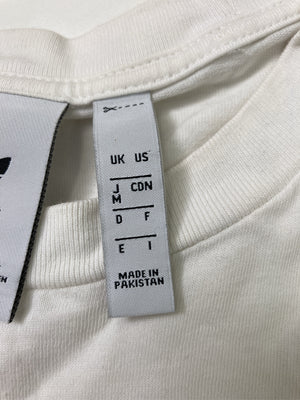 UK US
J CDN
M
D F
E I
MADE IN
PAKISTAN